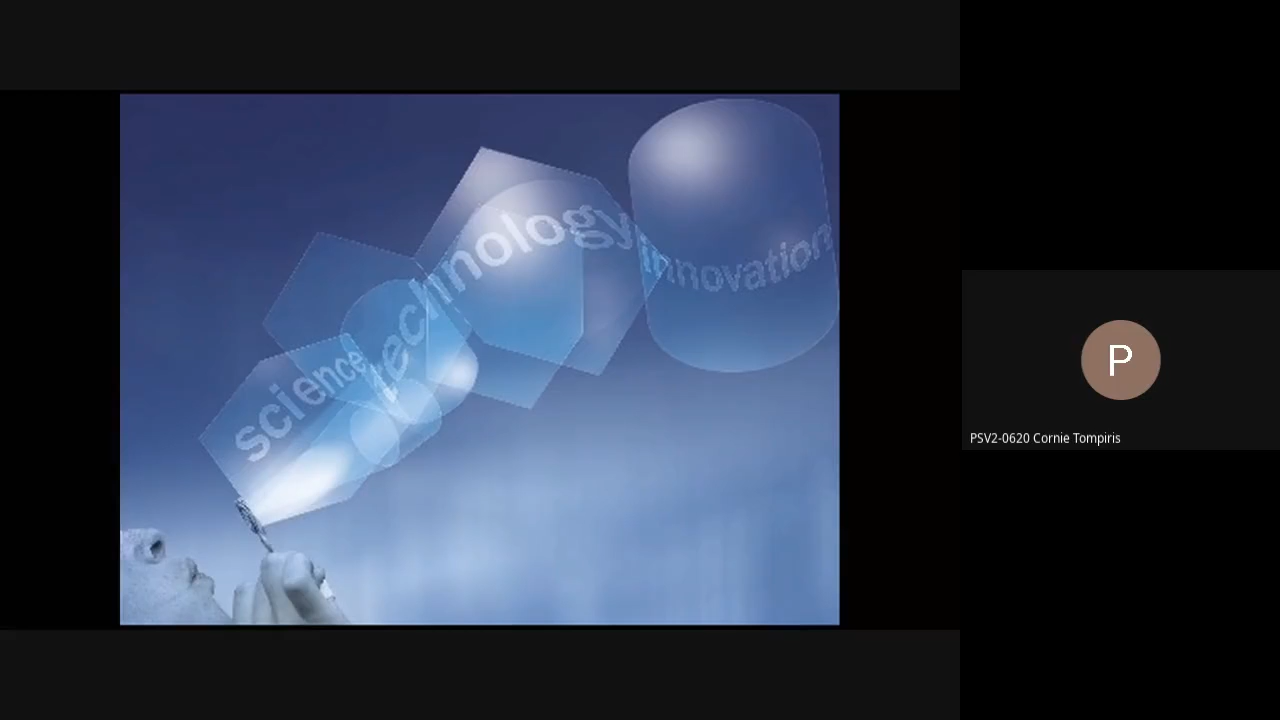 science
technology
innovation
P
PSV2-0620 Cornie Tompiris